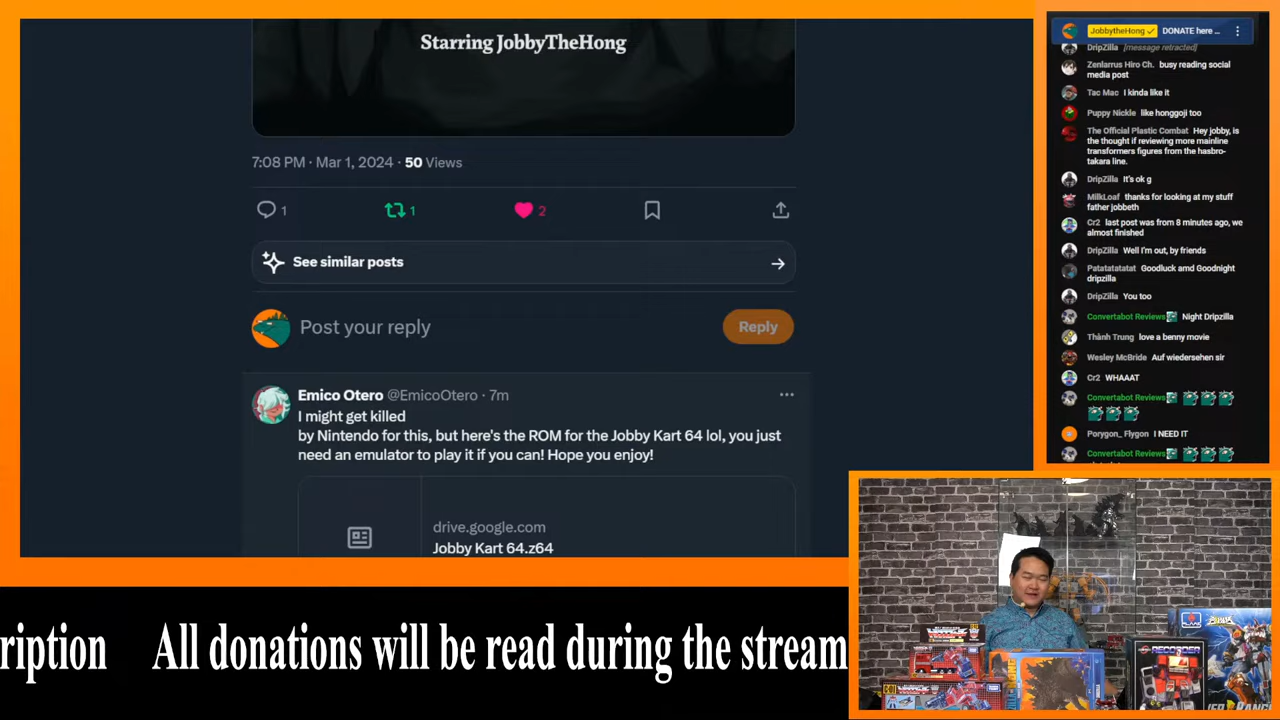 Starring JobbyTheHong
7:08 PM · Mar 1, 2024 · 50 Views
1
1
2
See similar posts
Post your reply
Reply
Emico Otero @EmicoOtero · 7m
I might get killed
by Nintendo for this, but here's the ROM for the Jobby Kart 64 lol, you just
need an emulator to play it if you can! Hope you enjoy!
drive.google.com
Jobby Kart 64.z64
JobbytheHong DONATE here ...
DripZilla [message retracted]
Zenlarrus Hiro Ch. busy reading social
media post
Tac Mac I kinda like it
Puppy Nickle like honggoji too
The Official Plastic Combat Hey jobby, is
the thought if reviewing more mainline
transformers figures from the hasbro-
takara line.
DripZilla It's ok g
MilkLoaf thanks for looking at my stuff
father jobbeth
Cr2 last post was from 8 minutes ago, we
almost finished
DripZilla Well I'm out, by friends
Patatatatatat Goodluck amd Goodnight
dripzilla
DripZilla You too
Convertabot Reviews Night Dripzilla
Thành Trung love a benny movie
Wesley McBride Auf wiedersehen sir
Cr2 WHAAAT
Convertabot Reviews
Porygon_ Flygon I NEED IT
Convertabot Reviews
RECORDER
ription All donations will be read during the stream